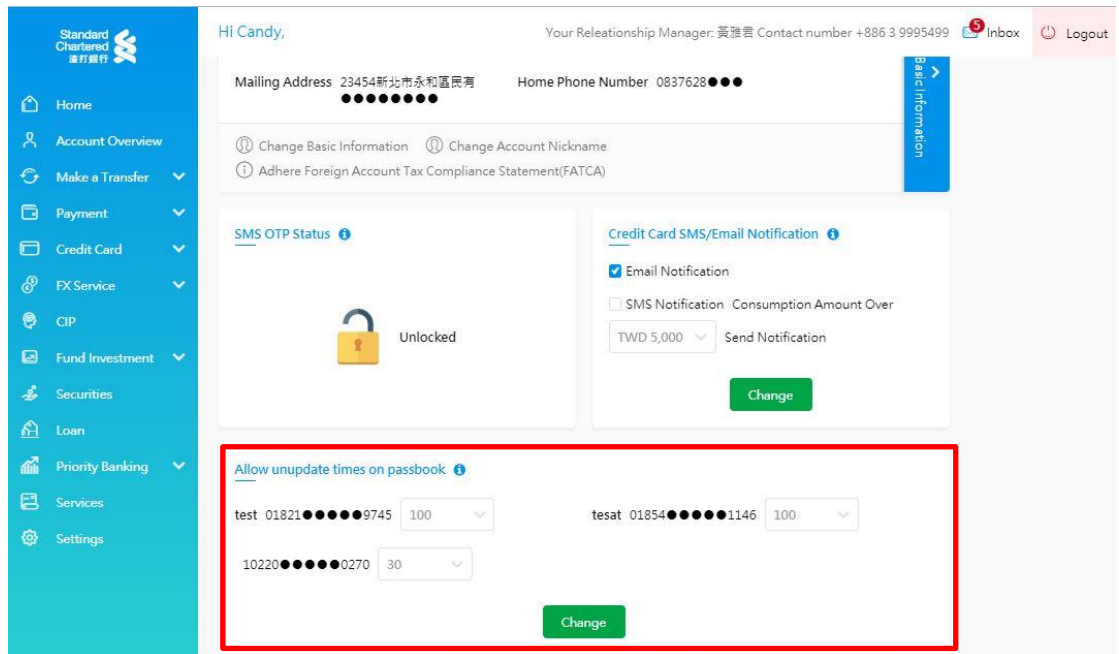 Standard
Chartered
渣打銀行
Hi Candy,
Your Releationship Manager: 黃雅君 Contact number +886 3 9995499
5
Inbox
Logout
Home
Account Overview
Make a Transfer
Payment
Credit Card
FX Service
CIP
Fund Investment
Securities
Loan
Priority Banking
Services
Settings
Mailing Address 23454新北市永和區民有
●●●●●●●●
Home Phone Number 0837628●●●
Basic Information
Change Basic Information Change Account Nickname
Adhere Foreign Account Tax Compliance Statement(FATCA)
SMS OTP Status
Unlocked
Credit Card SMS/Email Notification
Email Notification
SMS Notification Consumption Amount Over
TWD 5,000 Send Notification
Change
Allow unupdate times on passbook
test 01821●●●●●9745 100
tesat 01854●●●●●1146 100
10220●●●●●0270 30
Change